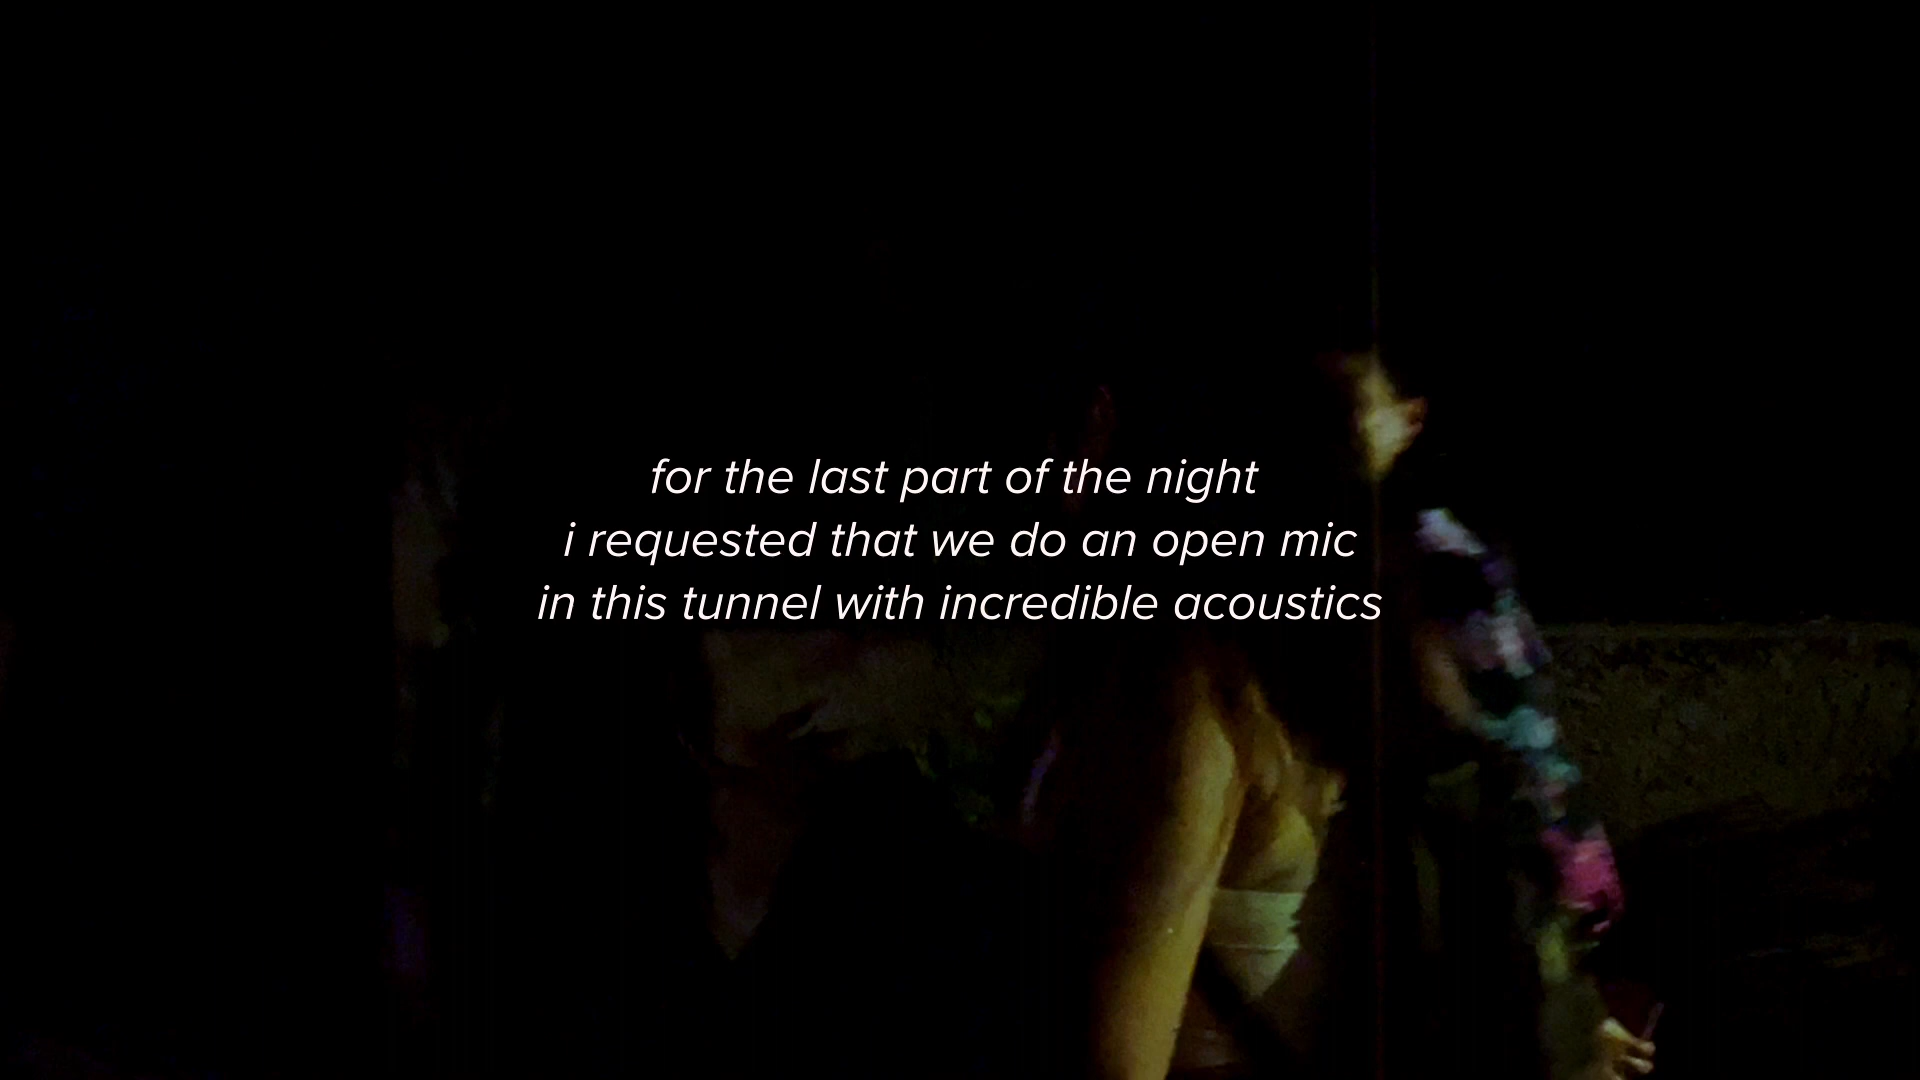 for the last part of the night
i requested that we do an open mic
in this tunnel with incredible acoustics